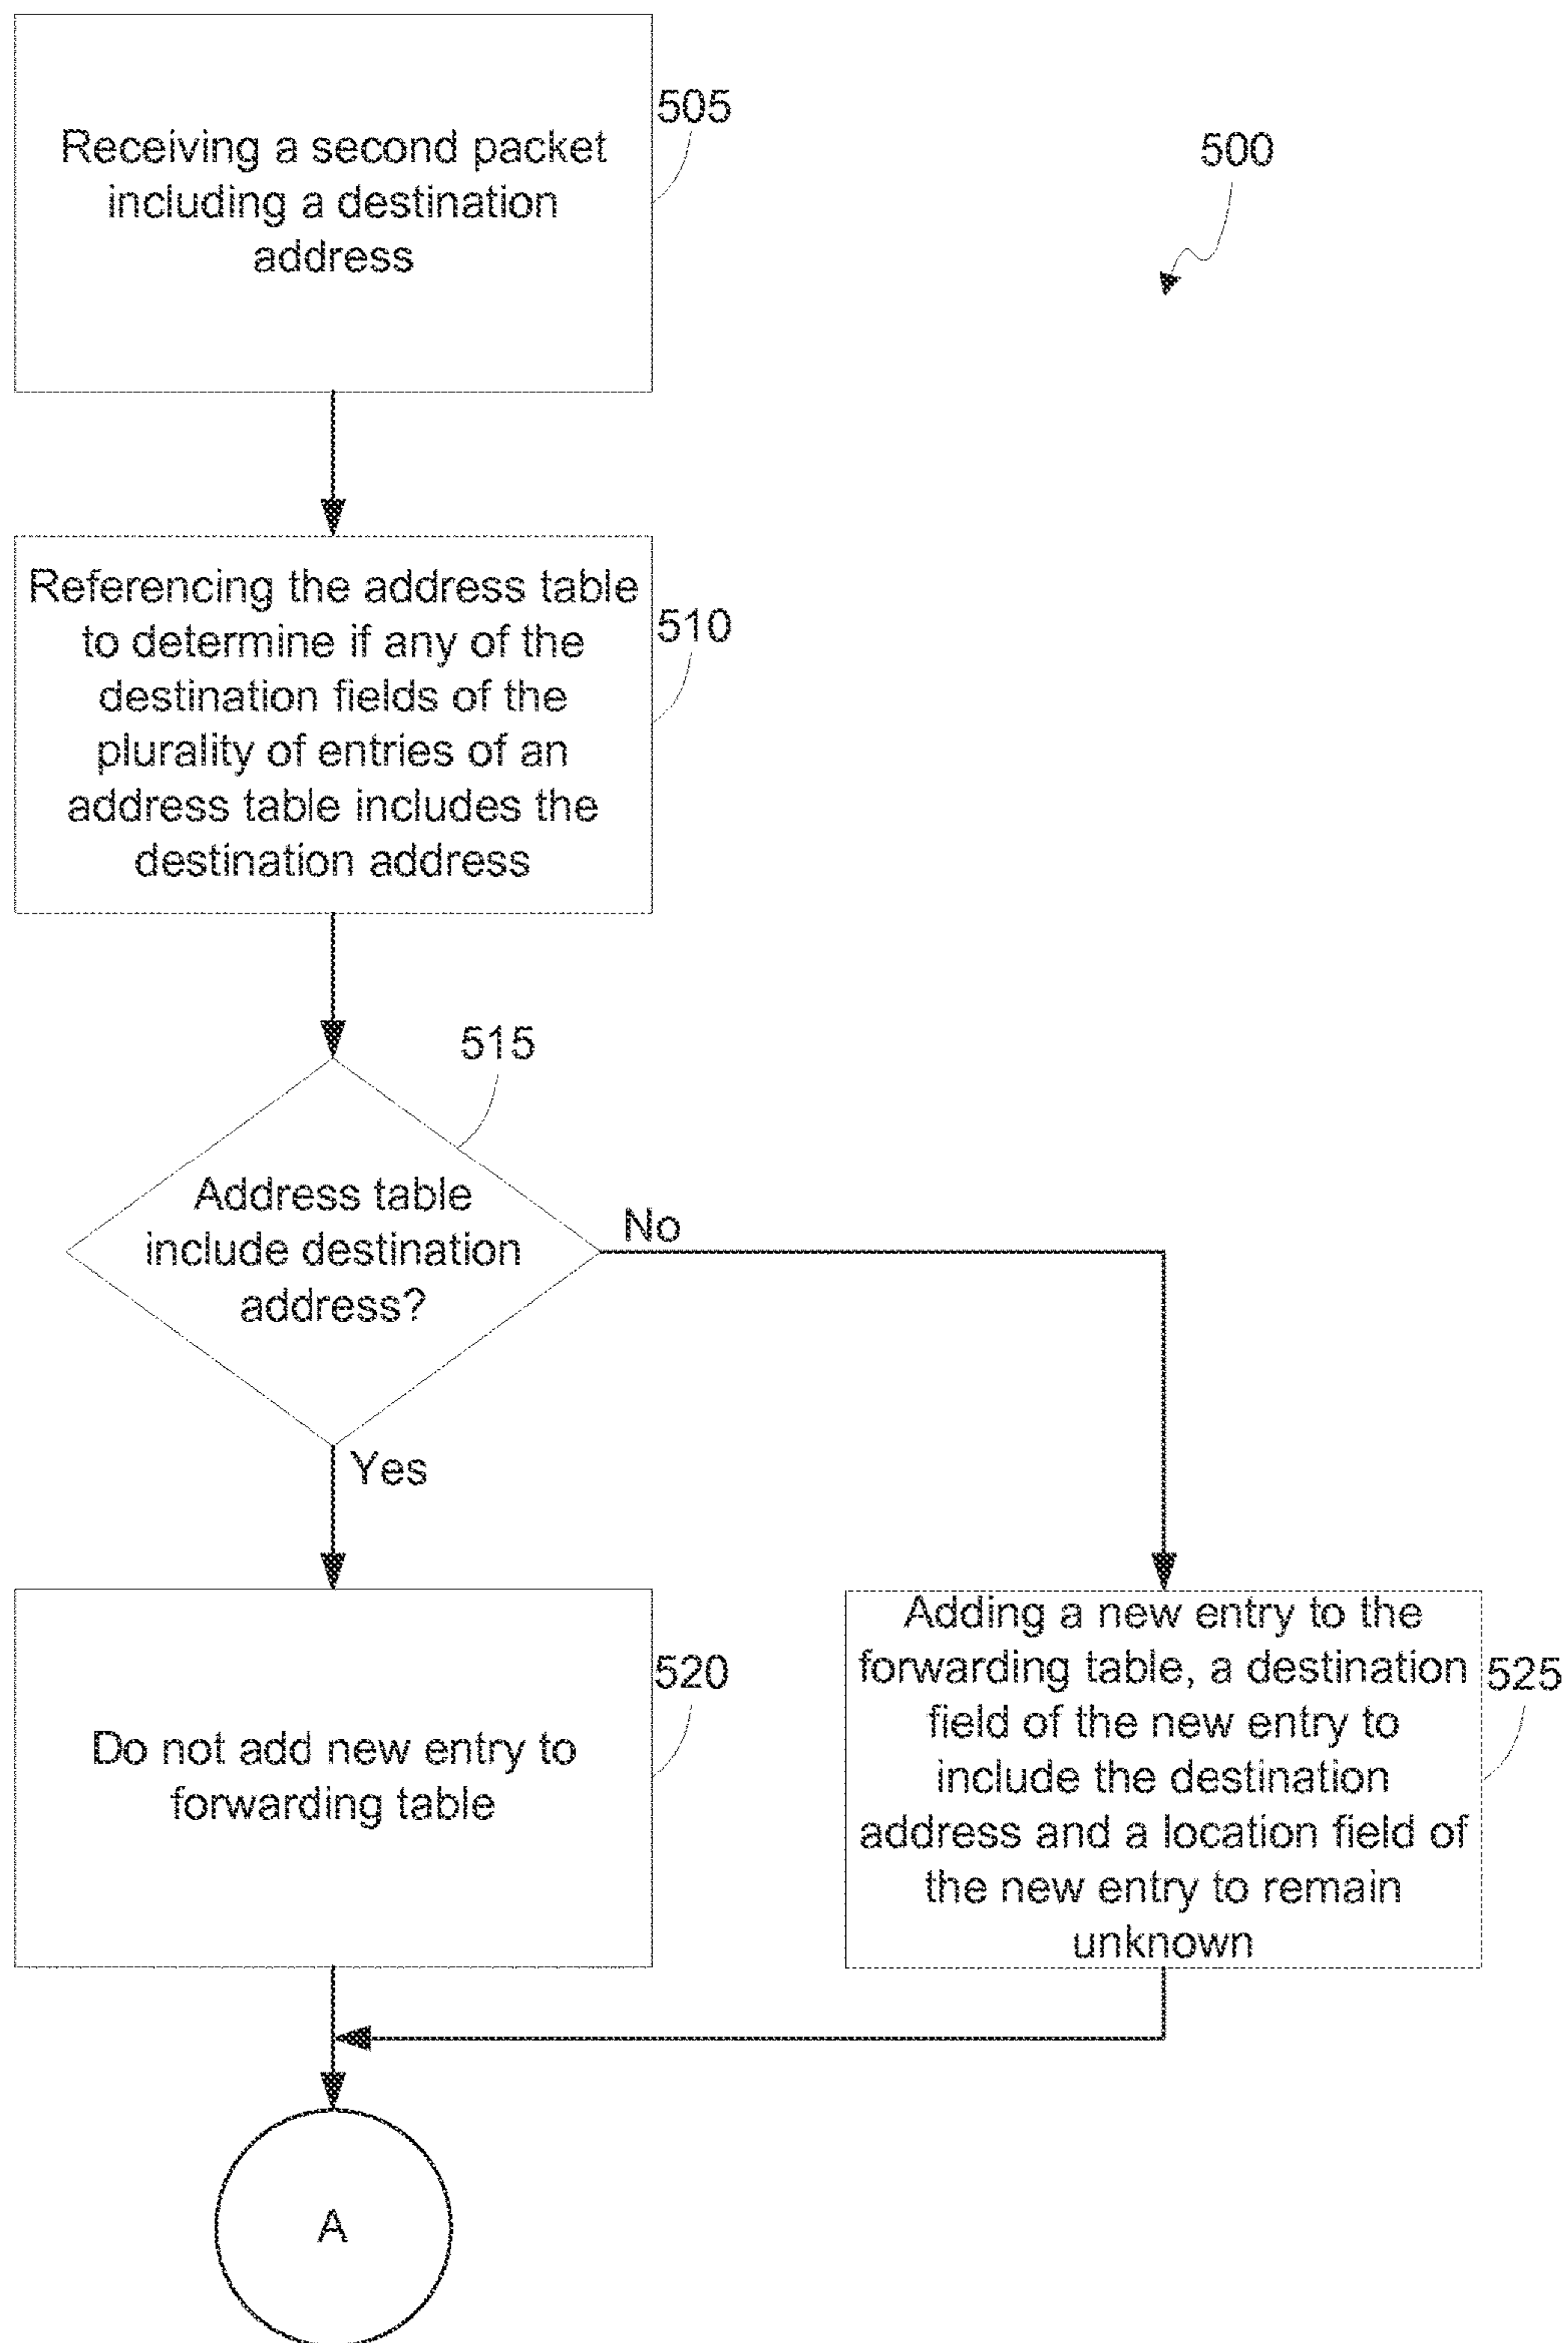 Receiving a second packet
including a destination
address
505
500
Referencing the address table
to determine if any of the
destination fields of the
plurality of entries of an
address table includes the
destination address
510
515
Address table
include destination
address?
No
Yes
Do not add new entry to
forwarding table
520
Adding a new entry to the
forwarding table, a destination
field of the new entry to
include the destination
address and a location field of
the new entry to remain
unknown
525
A